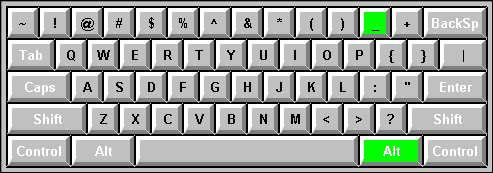 ~ ! @ # $ % ^ & * ( ) _ + BackSp
Tab Q W E R T Y U I O P { } |
Caps A S D F G H J K L : " Enter
Shift Z X C V B N M < > ? Shift
Control Alt Alt Control